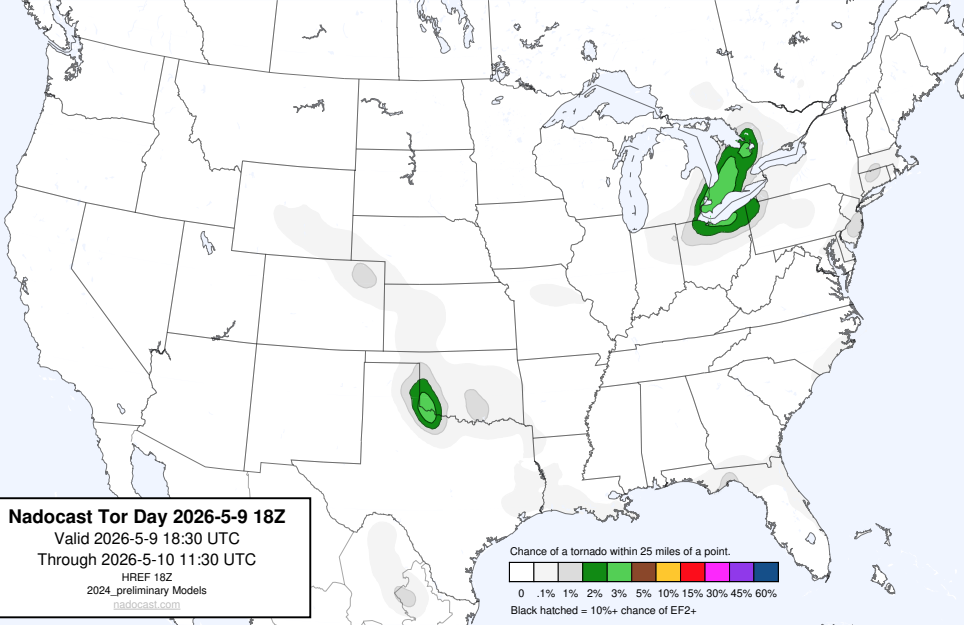 Nadocast Tor Day 2026-5-9 18Z
Valid 2026-5-9 18:30 UTC
Through 2026-5-10 11:30 UTC
HREF 18Z
2024_preliminary Models
nadocast.com
Chance of a tornado within 25 miles of a point.
0 .1% 1% 2% 3% 5% 10% 15% 30% 45% 60%
Black hatched = 10%+ chance of EF2+